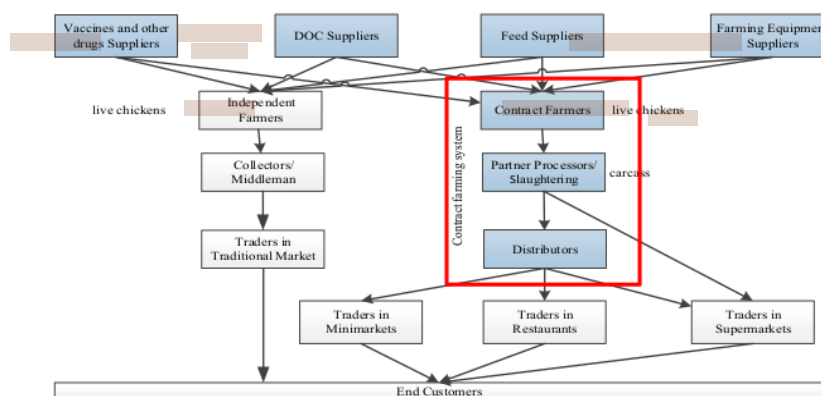 Vaccines and other
drugs Suppliers
DOC Suppliers
Feed Suppliers
Farming Equipment
Suppliers
live chickens
Independent
Farmers
Contract Farmers
live chickens
Contract farming system
Collectors/
Middleman
Partner Processors/
Slaughtering
carcass
Traders in
Traditional Market
Distributors
Traders in
Minimarkets
Traders in
Restaurants
Traders in
Supermarkets
End Customers